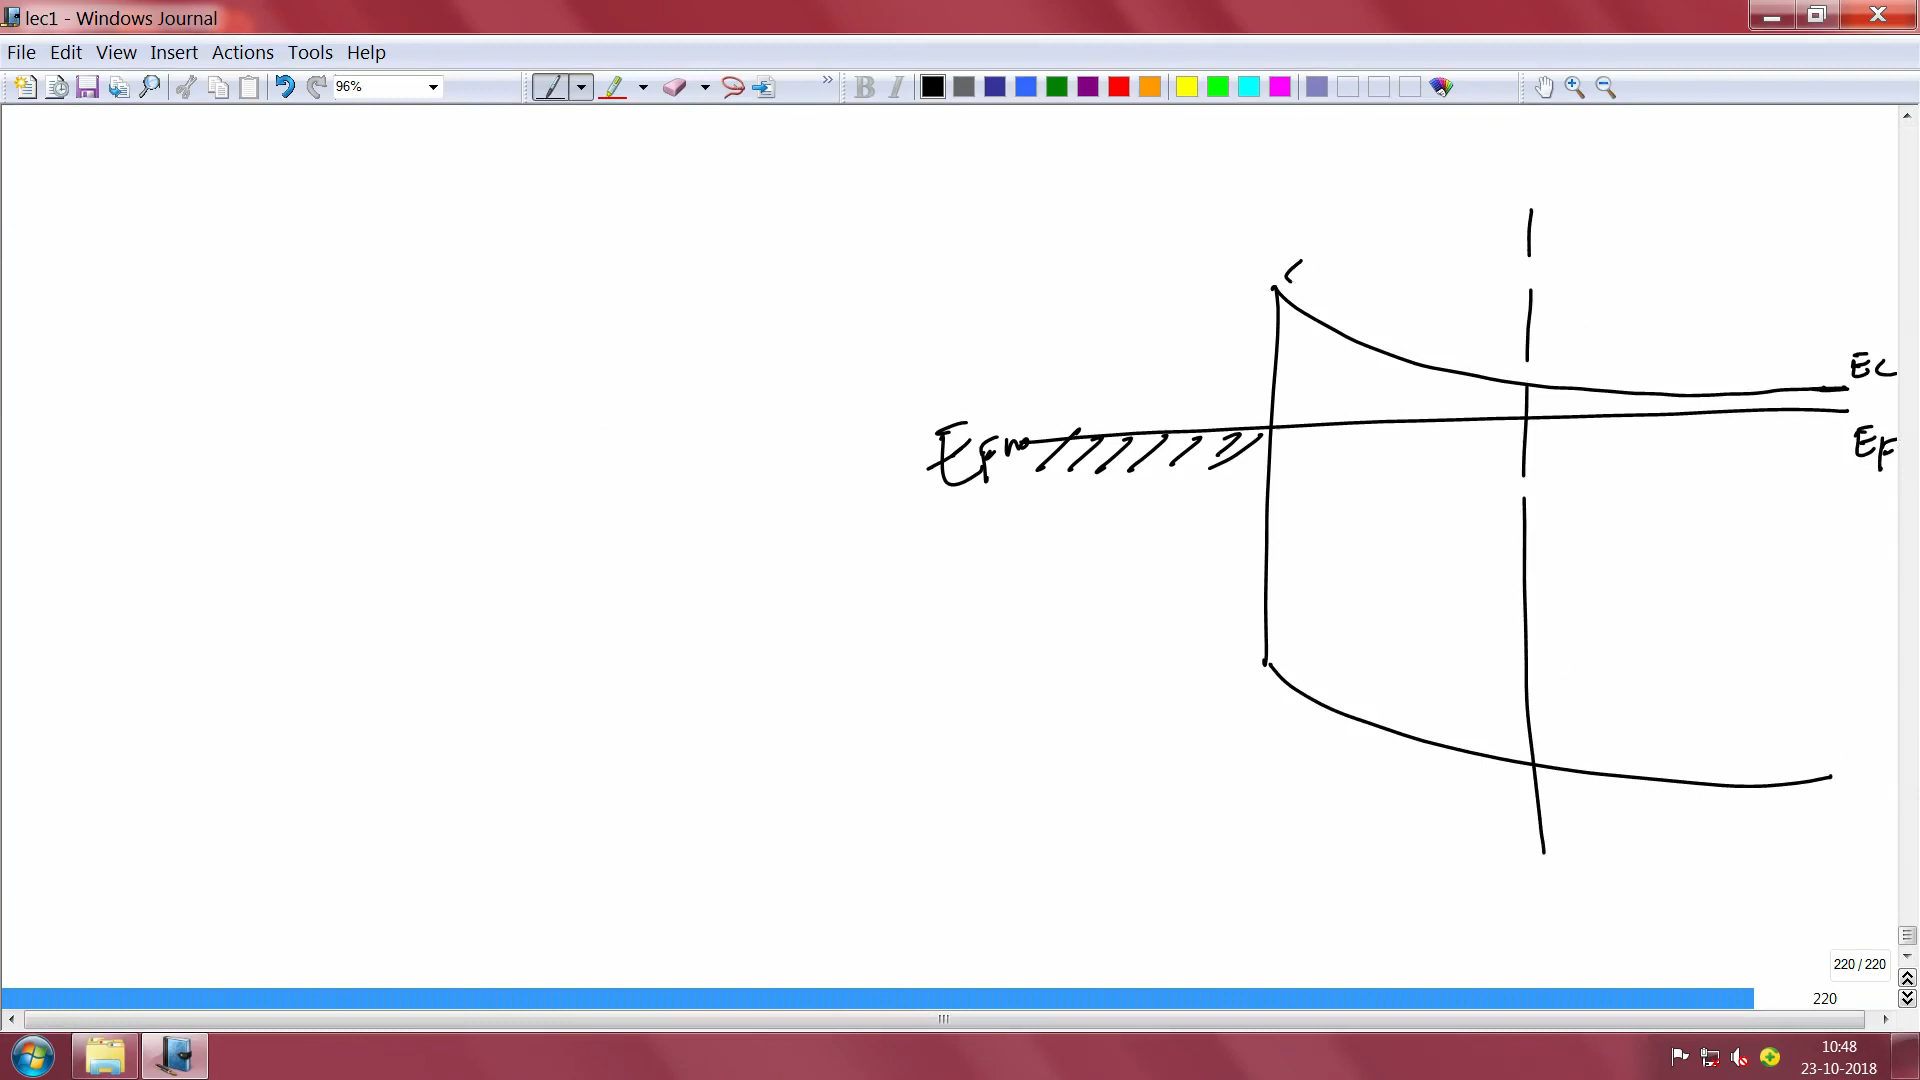 lec1 - Windows Journal
File Edit View Insert Actions Tools Help
96%
B I
EC
EFm
EF
220 / 220
220
10:48
23-10-2018